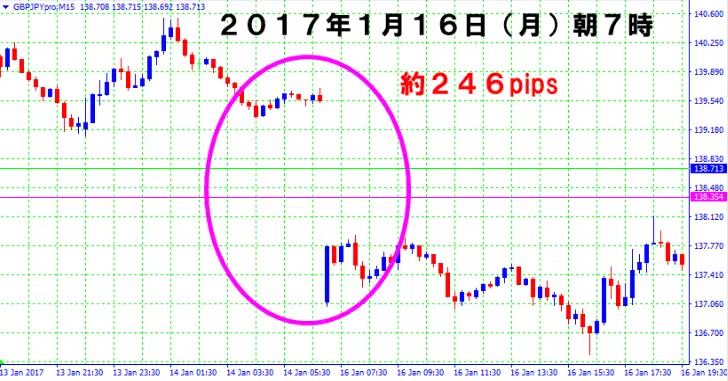 GBPJPYpro,M15 138.708 138.715 138.692 138.713
２０１７年１月１６日（月）朝７時
約２４６pips
140.600
140.250
139.890
139.540
139.180
138.830
138.713
138.480
138.354
138.120
137.770
137.410
137.060
136.700
136.350
13 Jan 2017
13 Jan 21:30
13 Jan 23:30
14 Jan 01:30
14 Jan 03:30
14 Jan 05:30
16 Jan 07:30
16 Jan 09:30
16 Jan 11:30
16 Jan 13:30
16 Jan 15:30
16 Jan 17:30
16 Jan 19:30